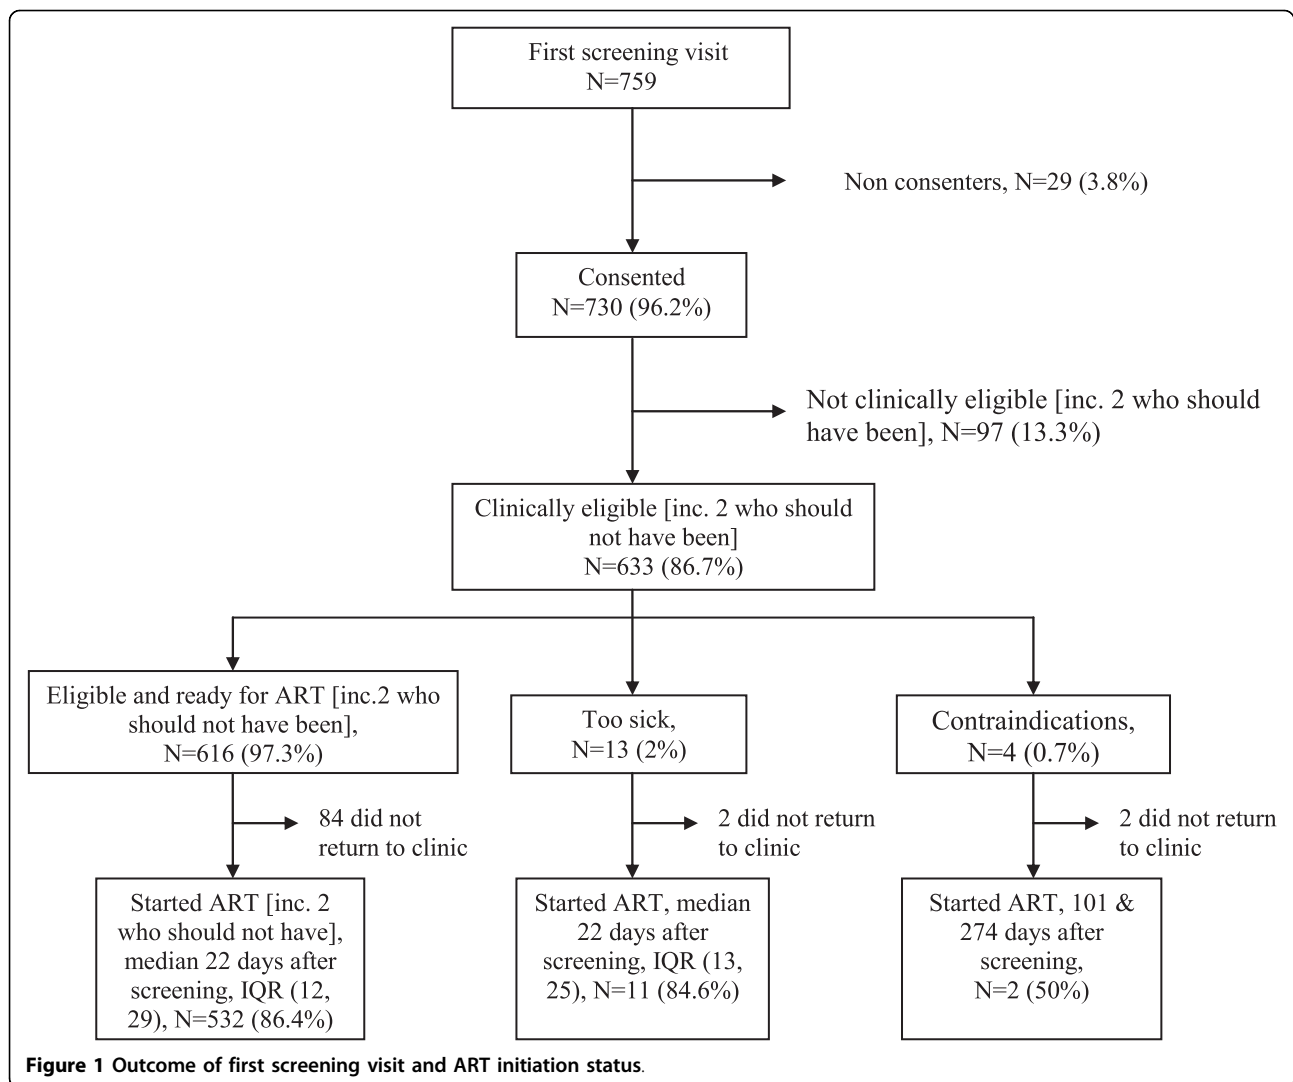 First screening visit
N=759
Non consenters, N=29 (3.8%)
Consented
N=730 (96.2%)
Not clinically eligible [inc. 2 who should
have been], N=97 (13.3%)
Clinically eligible [inc. 2 who should
not have been]
N=633 (86.7%)
Eligible and ready for ART [inc.2 who
should not have been],
N=616 (97.3%)
Too sick,
N=13 (2%)
Contraindications,
N=4 (0.7%)
84 did not
return to clinic
2 did not return
to clinic
2 did not return
to clinic
Started ART [inc. 2
who should not have],
median 22 days after
screening, IQR (12,
29), N=532 (86.4%)
Started ART, median
22 days after
screening, IQR (13,
25), N=11 (84.6%)
Started ART, 101 &
274 days after
screening,
N=2 (50%)
Figure 1 Outcome of first screening visit and ART initiation status.